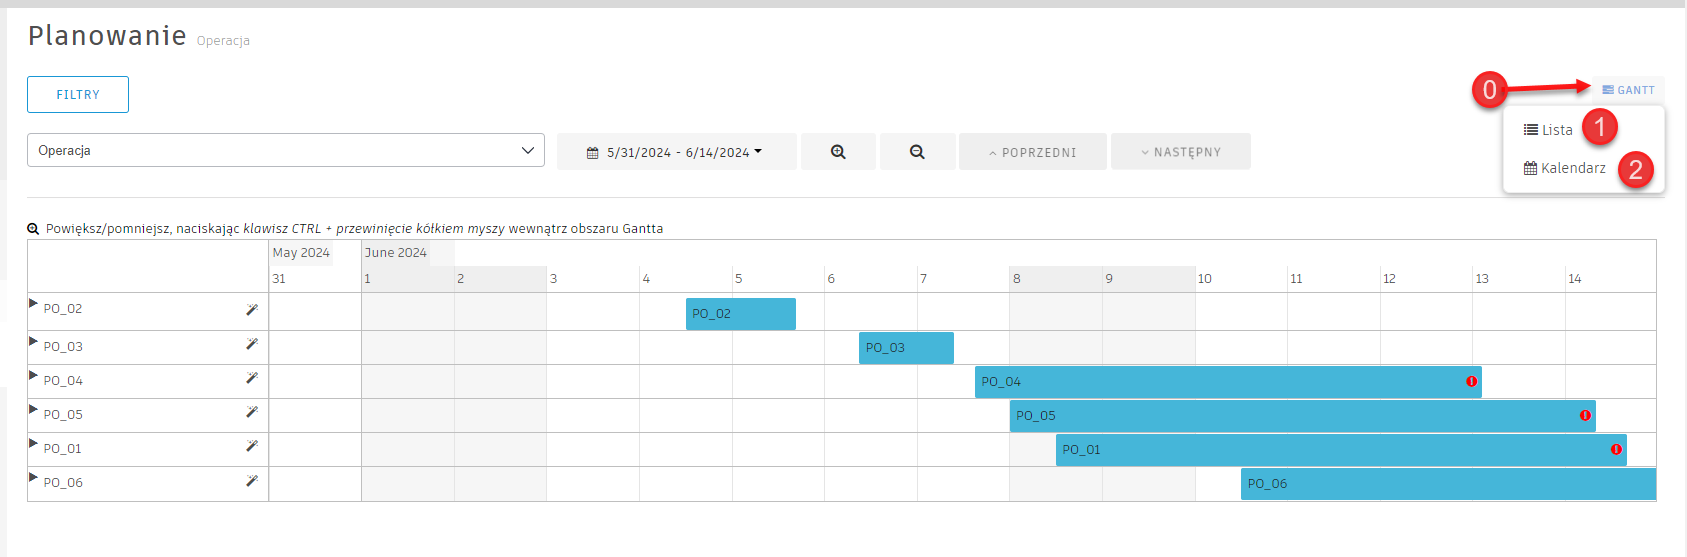 Planowanie Operacja
FILTRY
0
GANTT
Lista 1
Kalendarz 2
Operacja
5/31/2024 - 6/14/2024
POPRZEDNI
NASTĘPNY
Powiększ/pomniejsz, naciskając klawisz CTRL + przewinięcie kółkiem myszy wewnątrz obszaru Gantta
May 2024 June 2024
31 1 2 3 4 5 6 7 8 9 10 11 12 13 14
PO_02 PO_02
PO_03 PO_03
PO_04 PO_04
PO_05 PO_05
PO_01 PO_01
PO_06 PO_06